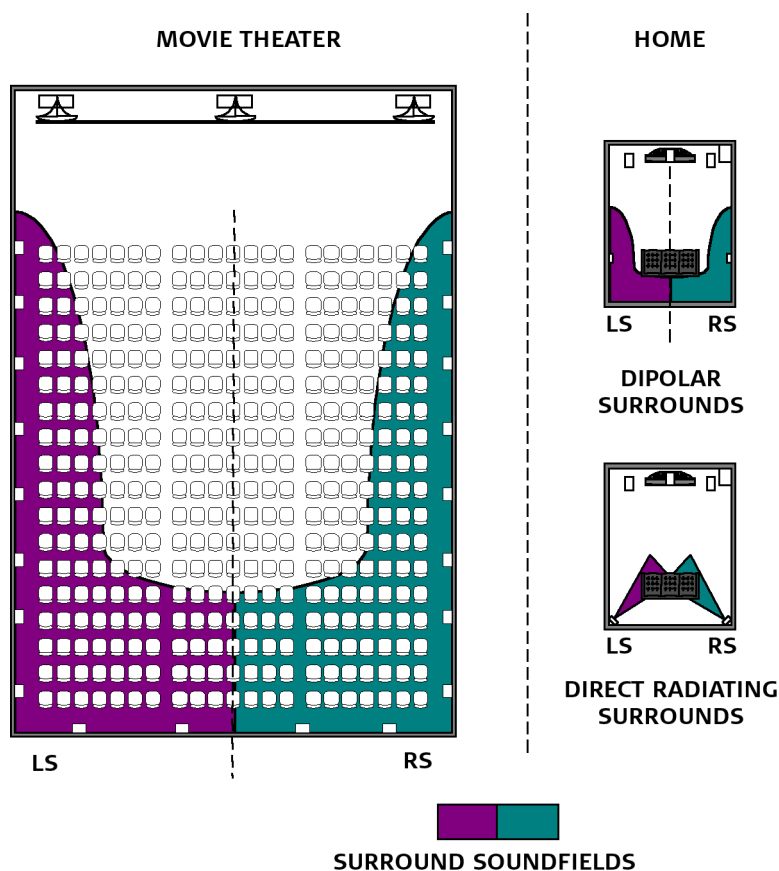 MOVIE THEATER
HOME
LS
RS
DIPOLAR
SURROUNDS
LS
RS
DIRECT RADIATING
SURROUNDS
LS
RS
SURROUND SOUNDFIELDS